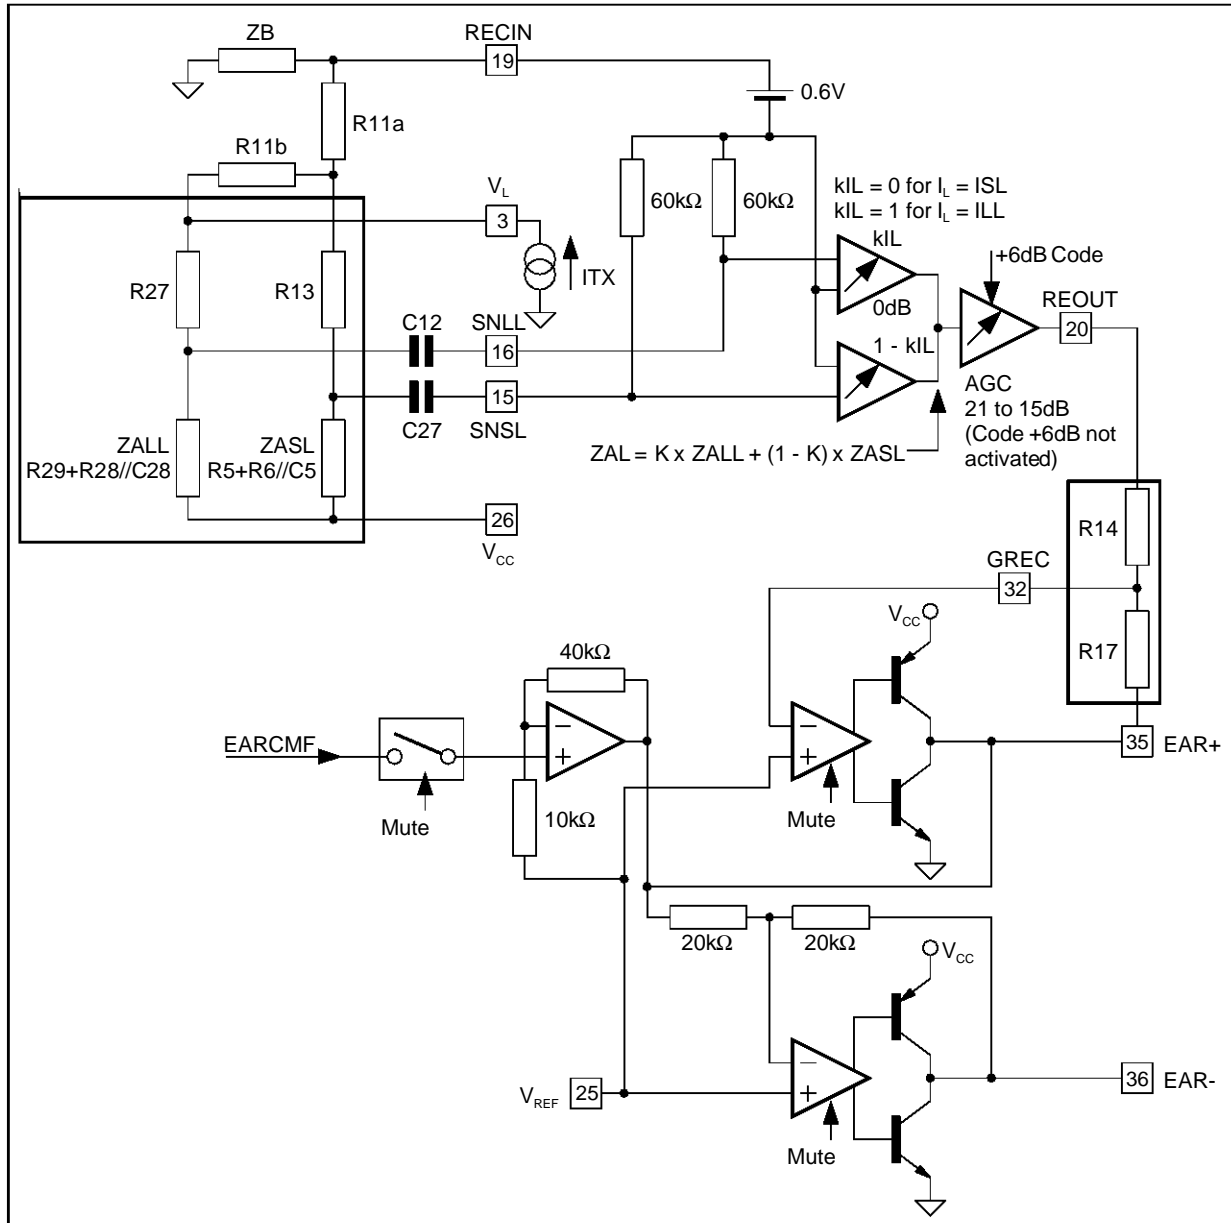 ZB
RECIN
19
0.6V
R11a
R11b
V_L
3
ITX
60kΩ
60kΩ
kIL = 0 for I_L = ISL
kIL = 1 for I_L = ILL
kIL
0dB
+6dB Code
REOUT
20
R27
R13
C12
SNLL
16
1 - kIL
15
C27
SNSL
AGC
21 to 15dB
(Code +6dB not
activated)
ZALL
R29+R28//C28
ZASL
R5+R6//C5
ZAL = K x ZALL + (1 - K) x ZASL
26
V_CC
R14
GREC
32
R17
V_CC
40kΩ
−
+
EARCMF
Mute
10kΩ
−
+
Mute
35
EAR+
20kΩ
20kΩ
V_CC
−
+
V_REF
25
36
EAR-
Mute